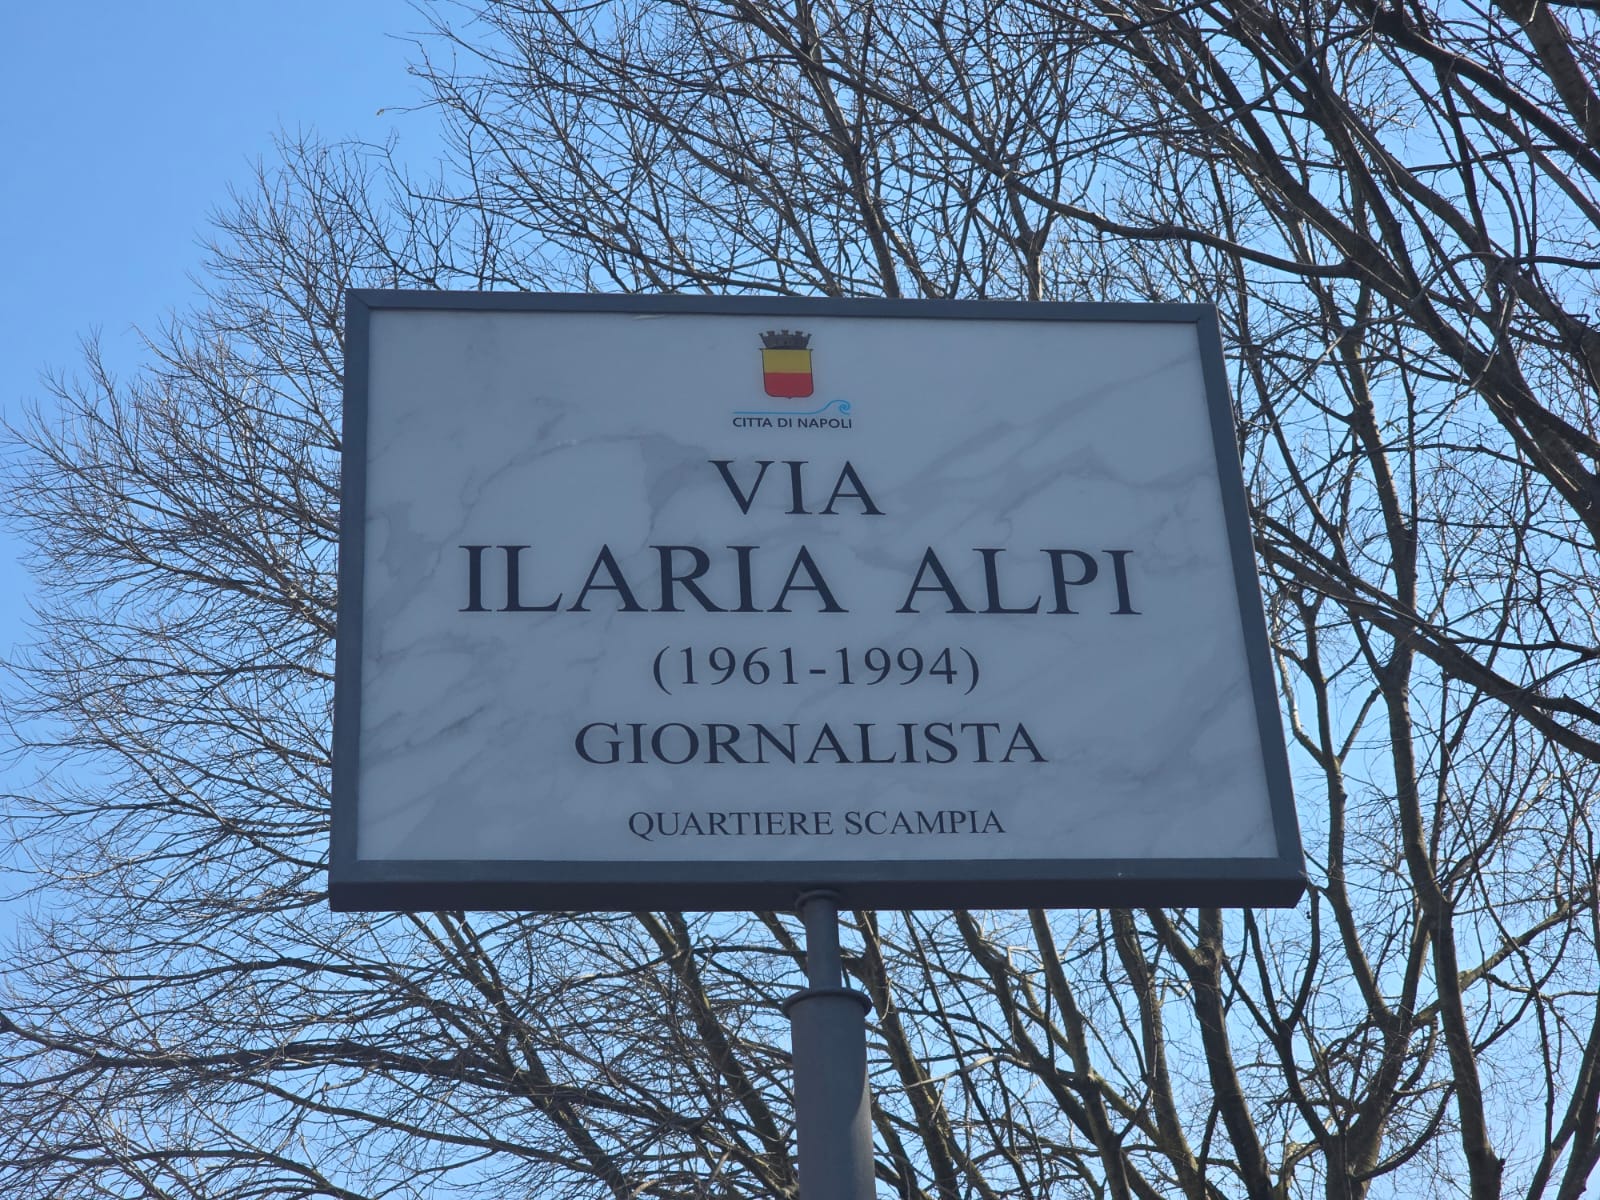 CITTA DI NAPOLI
VIA
ILARIA ALPI
(1961-1994)
GIORNALISTA
QUARTIERE SCAMPIA